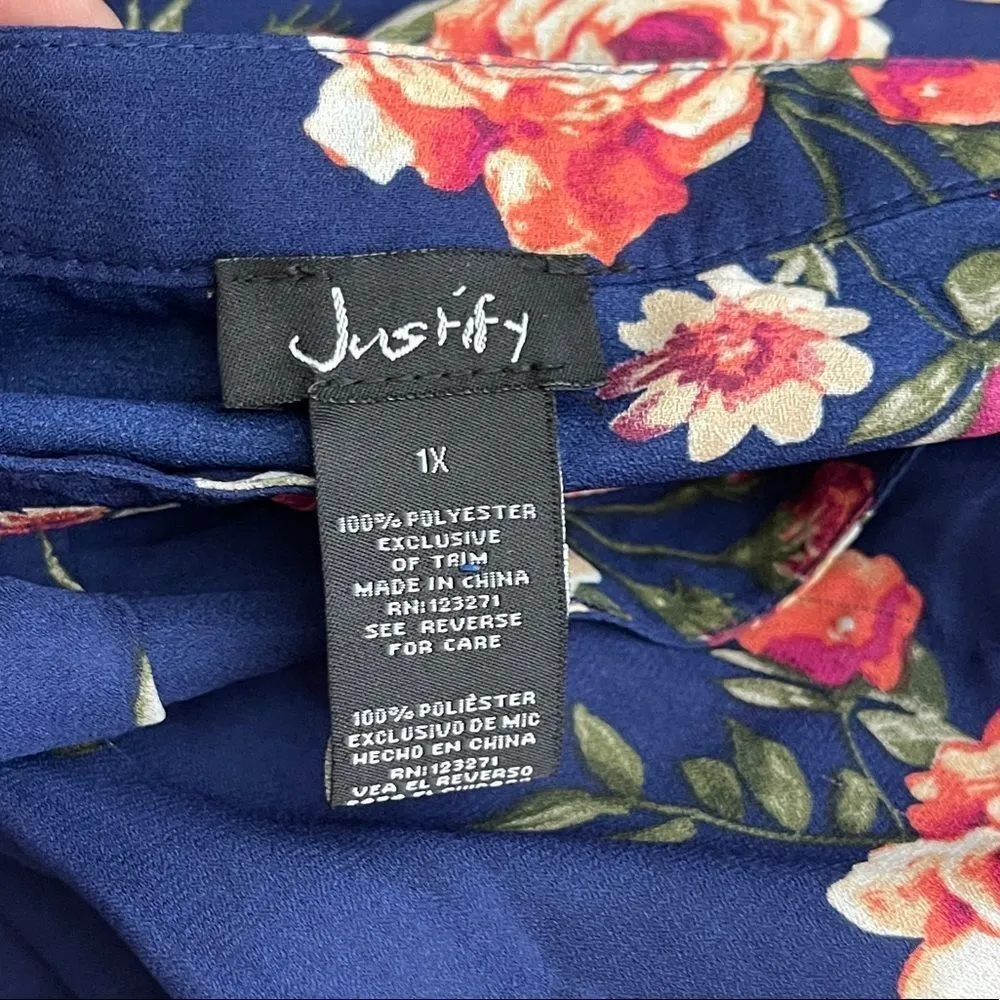 Justify
1X
100% POLYESTER
EXCLUSIVE
OF TRIM
MADE IN CHINA
RN:123271
SEE REVERSE
FOR CARE
100% POLIÈSTER
EXCLUSIVO DE MIC
HECHO EN CHINA
RN:123271
VEA EL REVERSO